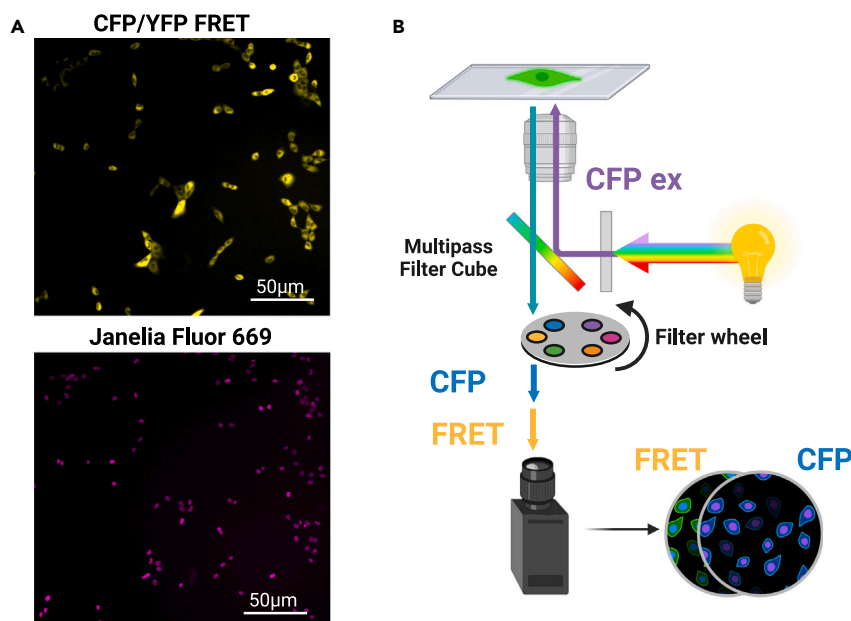 A
CFP/YFP FRET
50μm
Janelia Fluor 669
50μm
B
CFP ex
Multipass
Filter Cube
Filter wheel
CFP
FRET
FRET
CFP